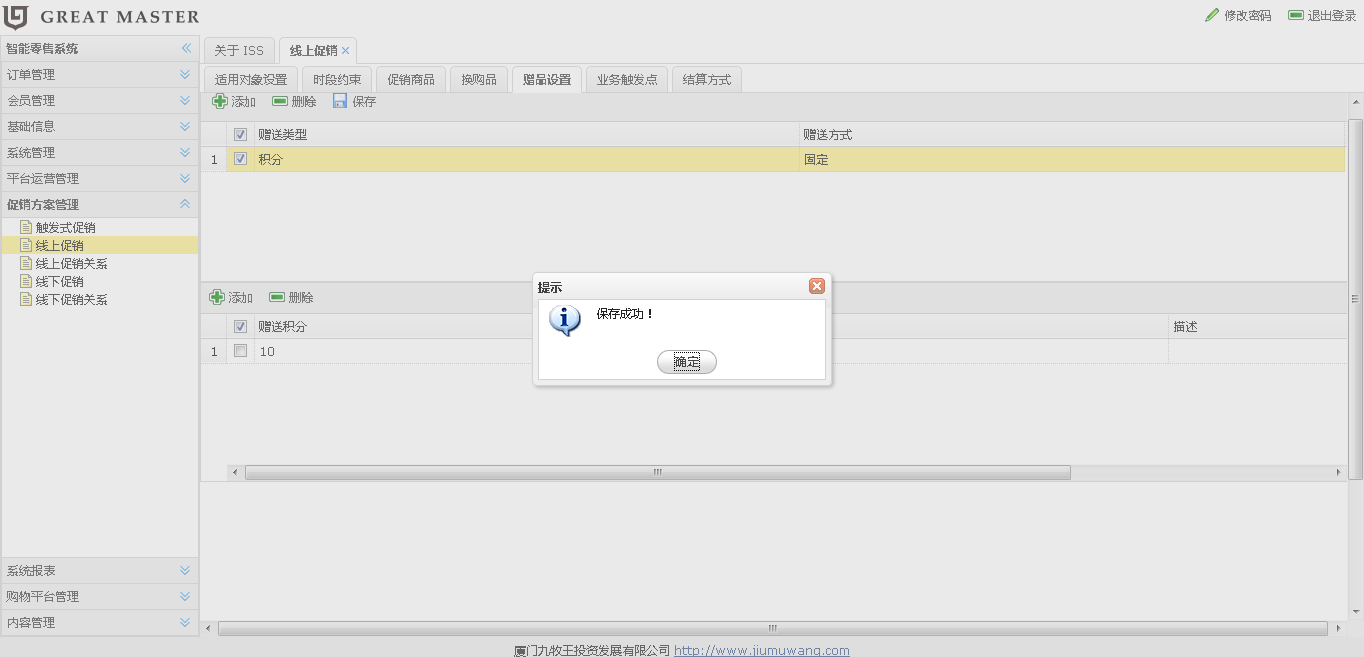 GREAT MASTER
修改密码 退出登录
智能零售系统
订单管理
会员管理
基础信息
系统管理
平台运营管理
促销方案管理
触发式促销
线上促销
线上促销关系
线下促销
线下促销关系
系统报表
购物平台管理
内容管理
关于 ISS 线上促销
适用对象设置 时段约束 促销商品 换购品 赠品设置 业务触发点 结算方式
添加 删除 保存
赠送类型 赠送方式
1 积分 固定
添加 删除
赠送积分 描述
1 10
提示
保存成功！
确定
厦门九牧王投资发展有限公司 http://www.jiumuwang.com